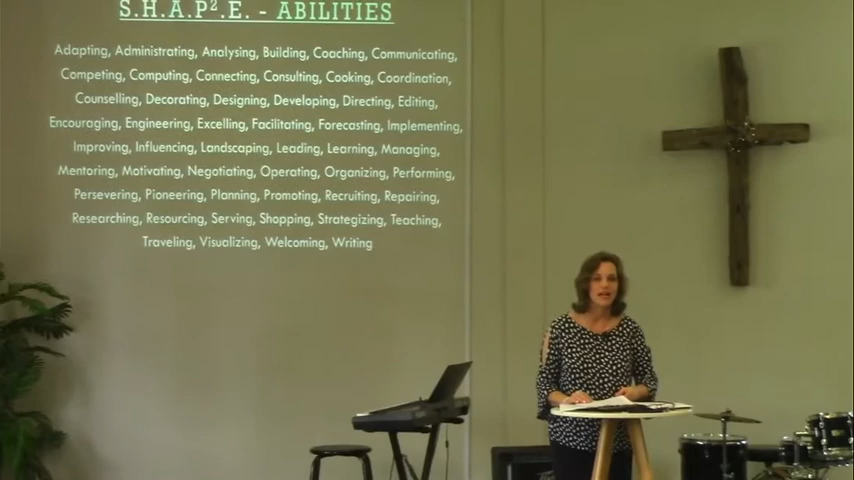 S.H.A.P².E. - ABILITIES
Adapting, Administrating, Analysing, Building, Coaching, Communicating,
Competing, Computing, Connecting, Consulting, Cooking, Coordination,
Counselling, Decorating, Designing, Developing, Directing, Editing,
Encouraging, Engineering, Excelling, Facilitating, Forecasting, Implementing,
Improving, Influencing, Landscaping, Leading, Learning, Managing,
Mentoring, Motivating, Negotiating, Operating, Organizing, Performing,
Persevering, Pioneering, Planning, Promoting, Recruiting, Repairing,
Researching, Resourcing, Serving, Shopping, Strategizing, Teaching,
Traveling, Visualizing, Welcoming, Writing